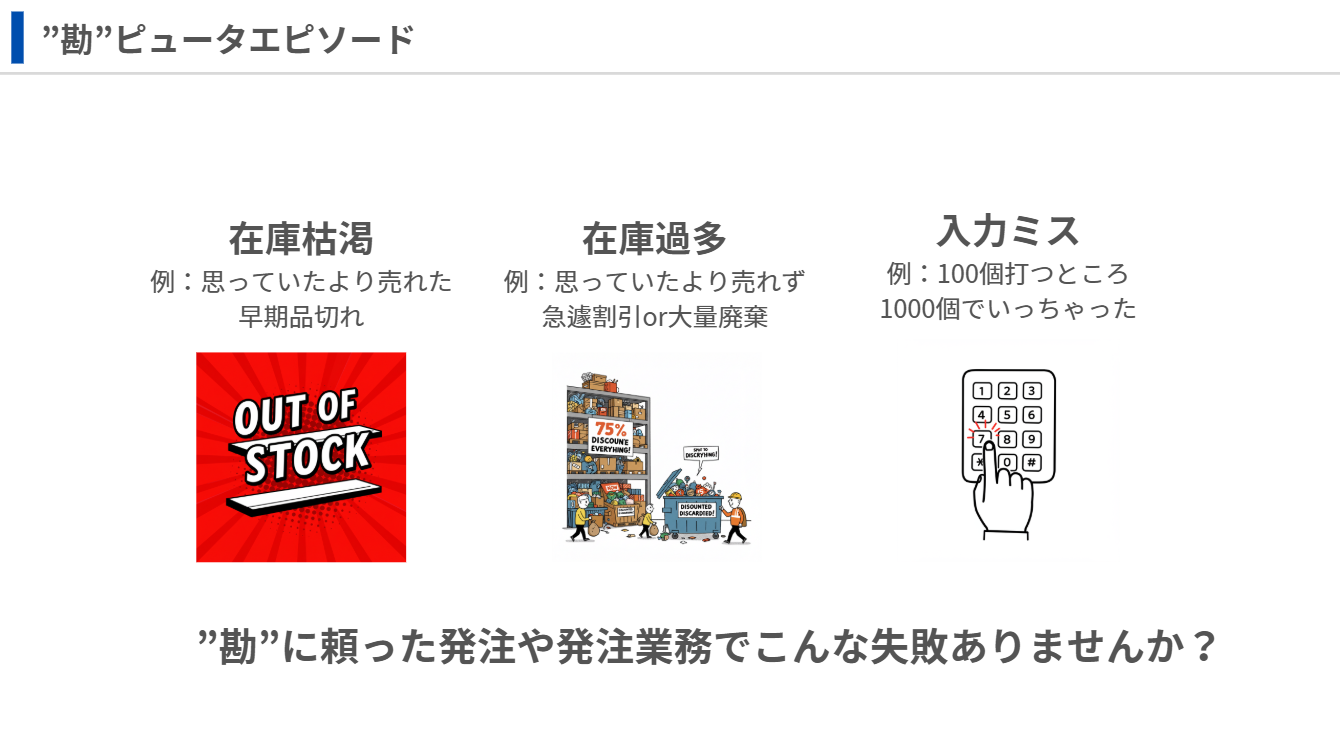 ”勘”ピュータエピソード
在庫枯渇
例：思っていたより売れた
早期品切れ
在庫過多
例：思っていたより売れず
急遽割引or大量廃棄
入力ミス
例：100個打つところ
1000個でいっちゃった
OUT OF
STOCK
75%
DISCOUN'E
EVERYHING!
DISCRYHING!
DISOUNTED
DISCARDTED!
1 2 3
4 5 6
7 8 9
* 0 #
”勘”に頼った発注や発注業務でこんな失敗ありませんか？